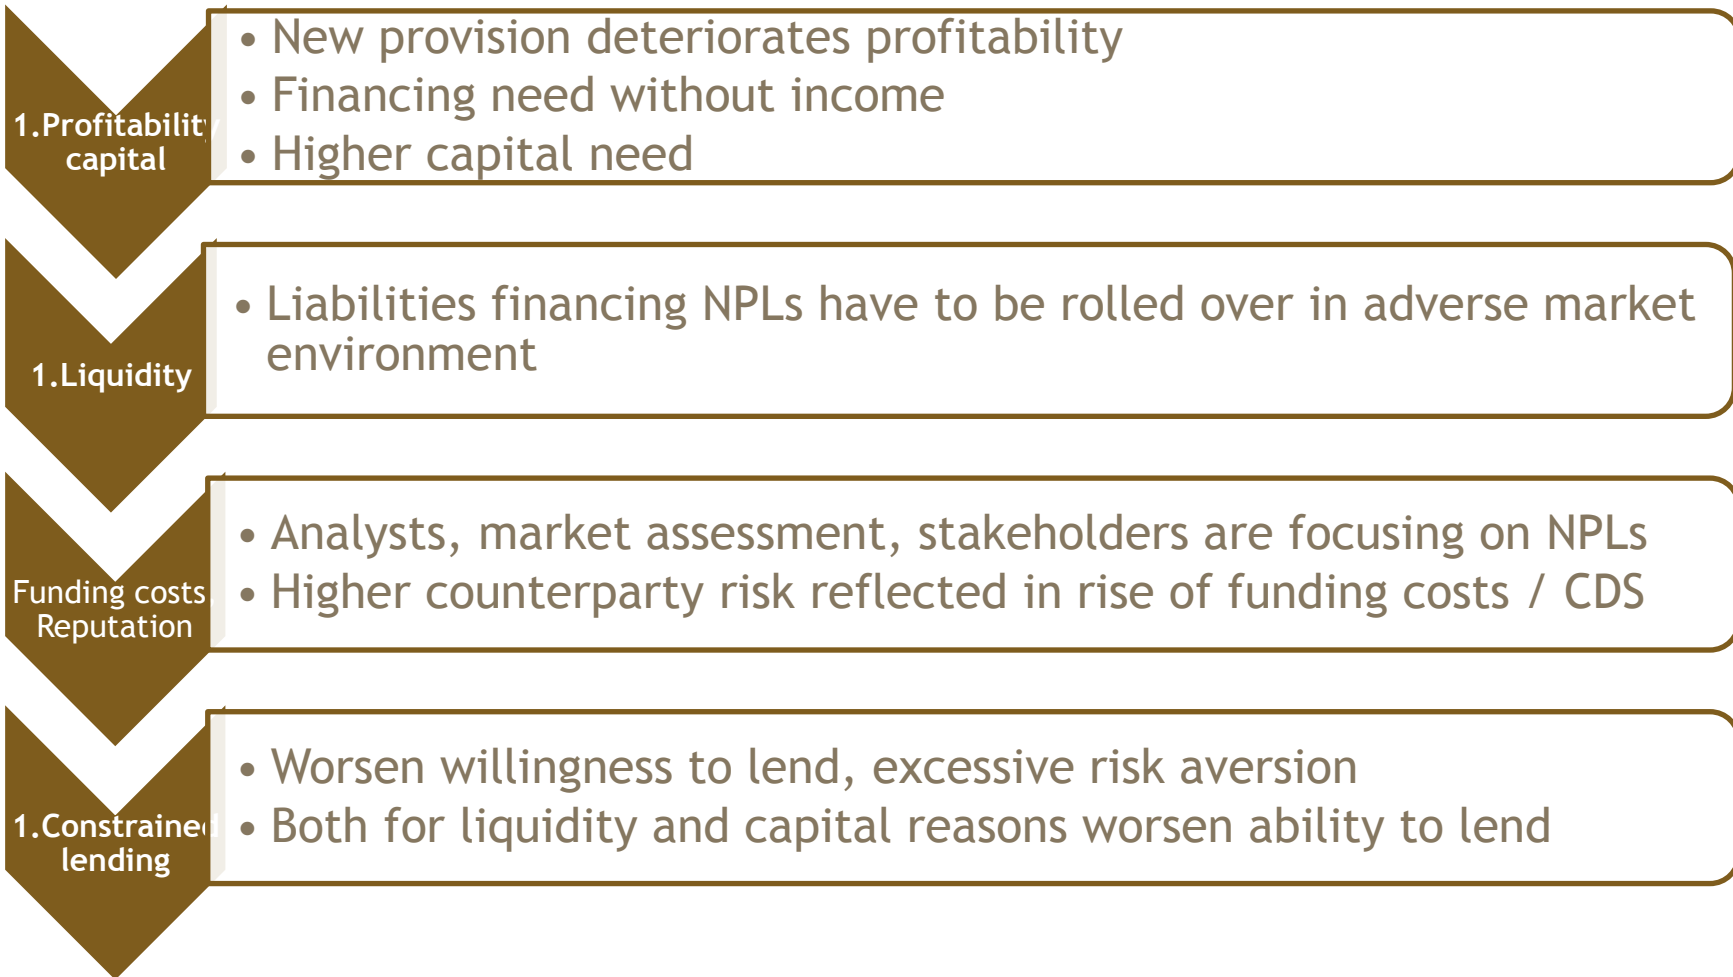 1.Profitability
capital
• New provision deteriorates profitability
• Financing need without income
• Higher capital need
1.Liquidity
• Liabilities financing NPLs have to be rolled over in adverse market
environment
Funding costs,
Reputation
• Analysts, market assessment, stakeholders are focusing on NPLs
• Higher counterparty risk reflected in rise of funding costs / CDS
1.Constrained
lending
• Worsen willingness to lend, excessive risk aversion
• Both for liquidity and capital reasons worsen ability to lend